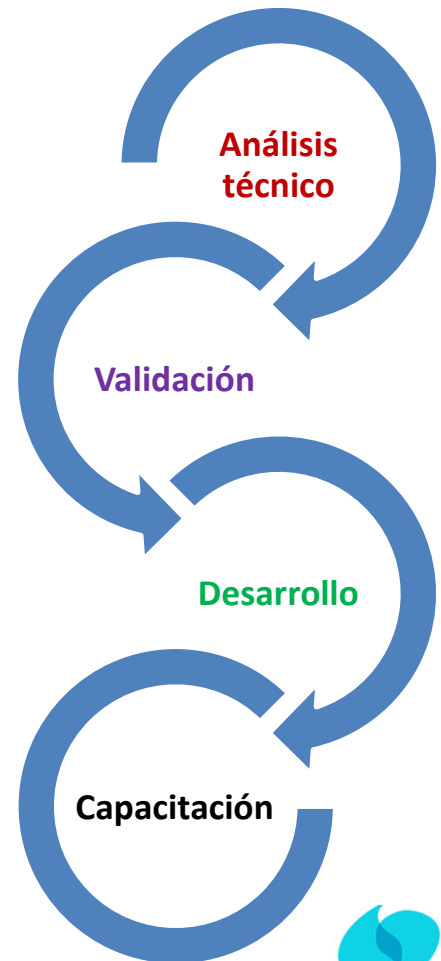 Análisis
técnico
Validación
Desarrollo
Capacitación